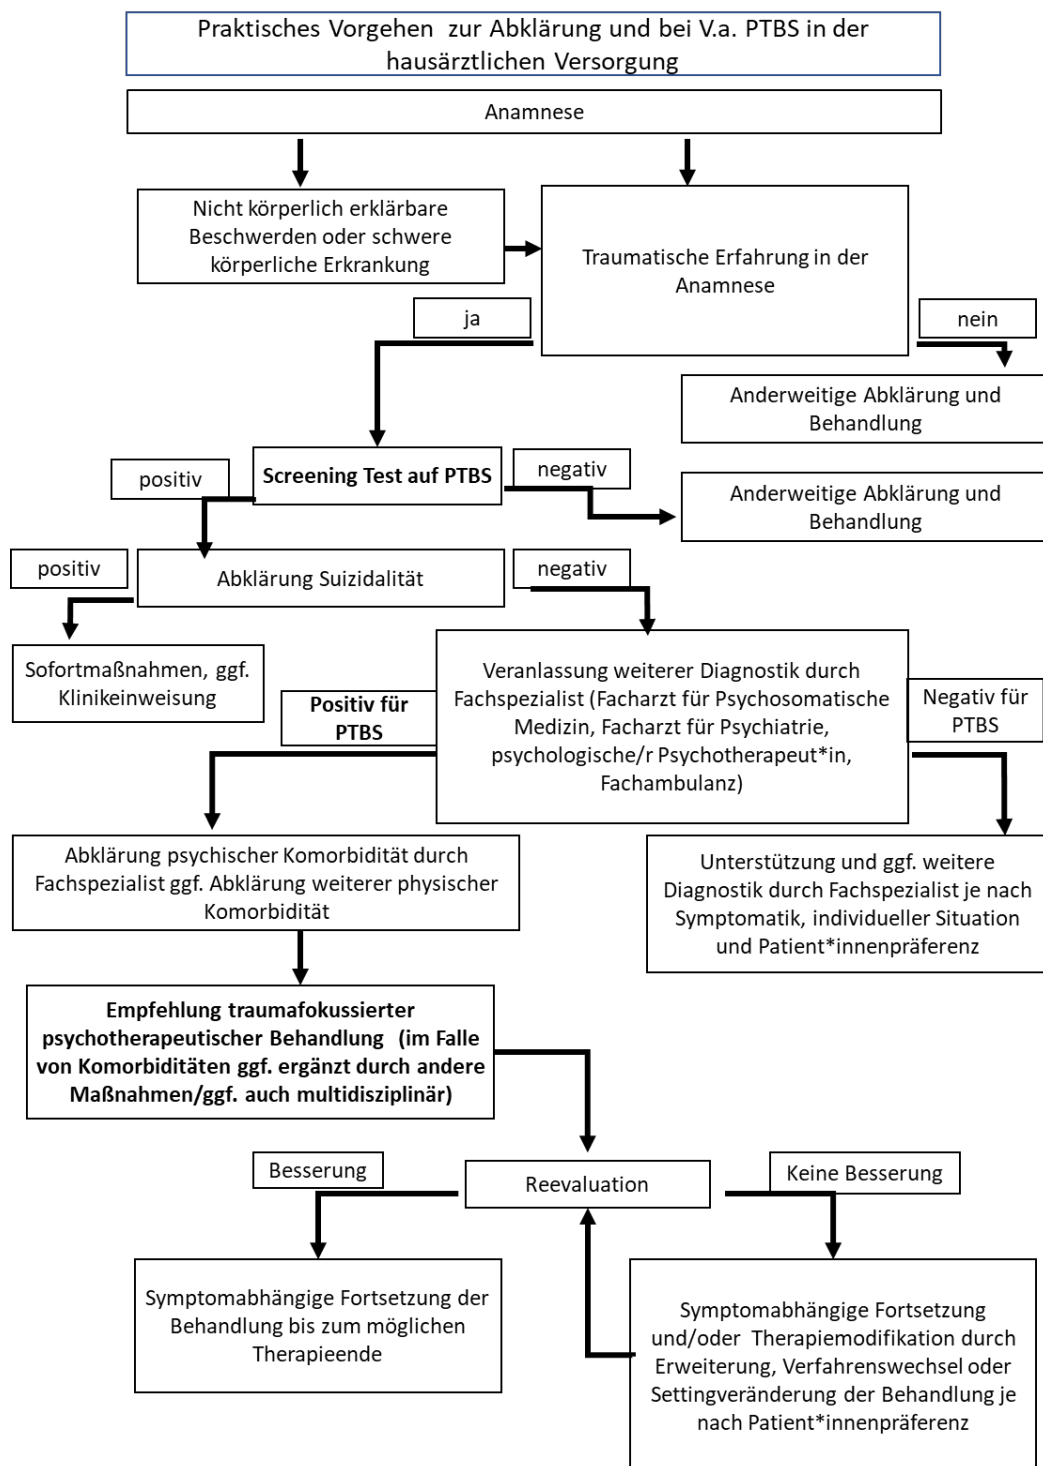 Praktisches Vorgehen zur Abklärung und bei V.a. PTBS in der
hausärztlichen Versorgung
Anamnese
Nicht körperlich erklärbare
Beschwerden oder schwere
körperliche Erkrankung
Traumatische Erfahrung in der
Anamnese
ja
nein
Anderweitige Abklärung und
Behandlung
positiv
Screening Test auf PTBS
negativ
Anderweitige Abklärung und
Behandlung
positiv
Abklärung Suizidalität
negativ
Sofortmaßnahmen, ggf.
Klinikeinweisung
Veranlassung weiterer Diagnostik durch
Fachspezialist (Facharzt für Psychosomatische
Medizin, Facharzt für Psychiatrie,
psychologische/r Psychotherapeut*in,
Fachambulanz)
Positiv für
PTBS
Negativ für
PTBS
Abklärung psychischer Komorbidität durch
Fachspezialist ggf. Abklärung weiterer physischer
Komorbidität
Unterstützung und ggf. weitere
Diagnostik durch Fachspezialist je nach
Symptomatik, individueller Situation
und Patient*innenpräferenz
Empfehlung traumafokussierter
psychotherapeutischer Behandlung (im Falle
von Komorbiditäten ggf. ergänzt durch andere
Maßnahmen/ggf. auch multidisziplinär)
Besserung
Reevaluation
Keine Besserung
Symptomabhängige Fortsetzung der
Behandlung bis zum möglichen
Therapieende
Symptomabhängige Fortsetzung
und/oder Therapiemodifikation durch
Erweiterung, Verfahrenswechsel oder
Settingveränderung der Behandlung je
nach Patient*innenpräferenz